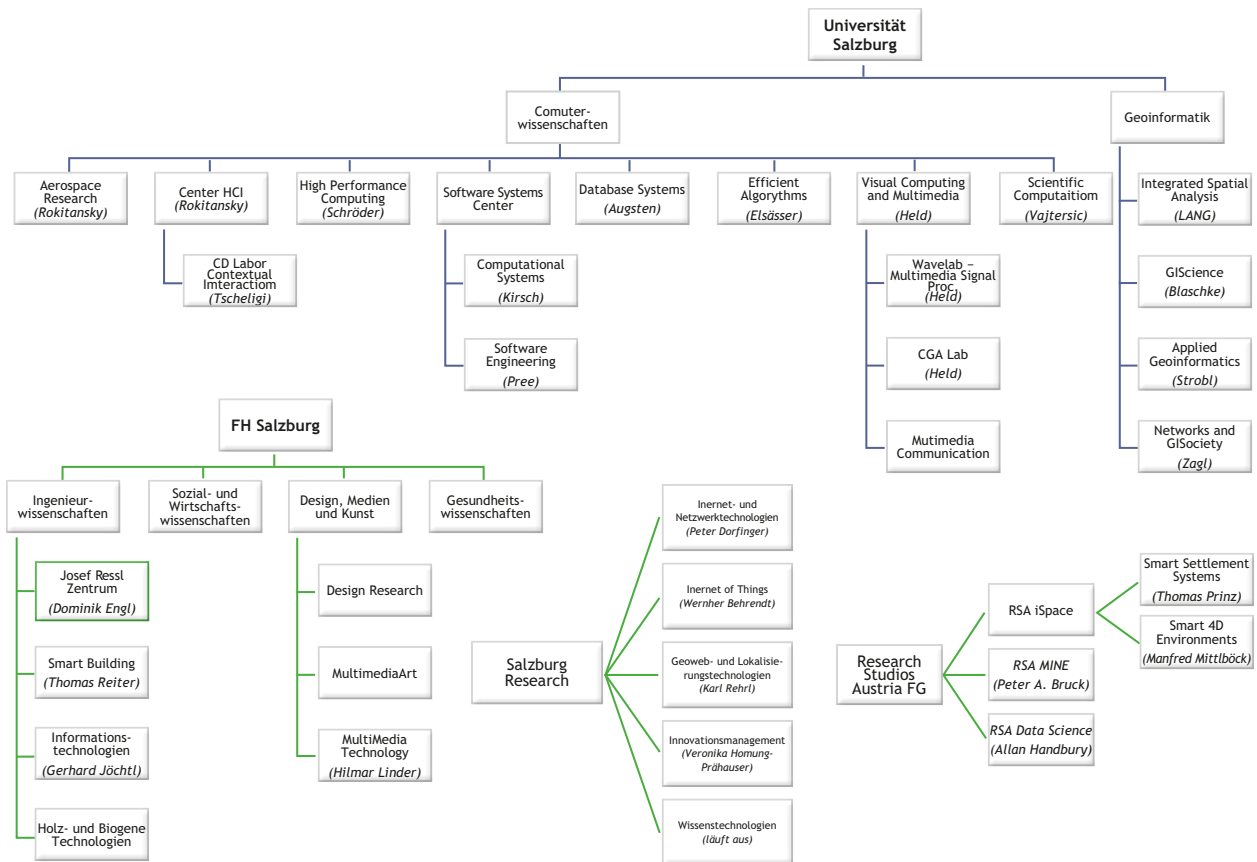 Universität
Salzburg
Comuter-
wissenschaften
Geoinformatik
Aerospace
Research
(Rokitansky)
Center HCI
(Rokitansky)
High Performance
Computing
(Schröder)
Software Systems
Center
Database Systems
(Augsten)
Efficient
Algorythms
(Elsässer)
Visual Computing
and Multimedia
(Held)
Scientific
Computaitiom
(Vajtersic)
Integrated Spatial
Analysis
(LANG)
CD Labor
Contextual
Imteractiom
(Tscheligi)
Computational
Systems
(Kirsch)
Wavelab –
Multimedia Signal
Proc.
(Held)
GIScience
(Blaschke)
Software
Engineering
(Pree)
CGA Lab
(Held)
Applied
Geoinformatics
(Strobl)
Mutimedia
Communication
Networks and
GISociety
(Zagl)
FH Salzburg
Ingenieur-
wissenschaften
Sozial- und
Wirtschafts-
wissenschaften
Design, Medien
und Kunst
Gesundheits-
wissenschaften
Josef Ressl
Zentrum
(Dominik Engl)
Smart Building
(Thomas Reiter)
Informations-
technologien
(Gerhard Jöchtl)
Holz- und Biogene
Technologien
Design Research
MultimediaArt
MultiMedia
Technology
(Hilmar Linder)
Salzburg
Research
Inernet- und
Netzwerktechnologien
(Peter Dorfinger)
Inernet of Things
(Wernher Behrendt)
Geoweb- und Lokalisie-
rungstechnologien
(Karl Rehrl)
Innovationsmanagement
(Veronika Homung-
Prähauser)
Wissenstechnologien
(läuft aus)
Research
Studios
Austria FG
RSA iSpace
RSA MINE
(Peter A. Bruck)
RSA Data Science
(Allan Handbury)
Smart Settlement
Systems
(Thomas Prinz)
Smart 4D
Environments
(Manfred Mittlböck)